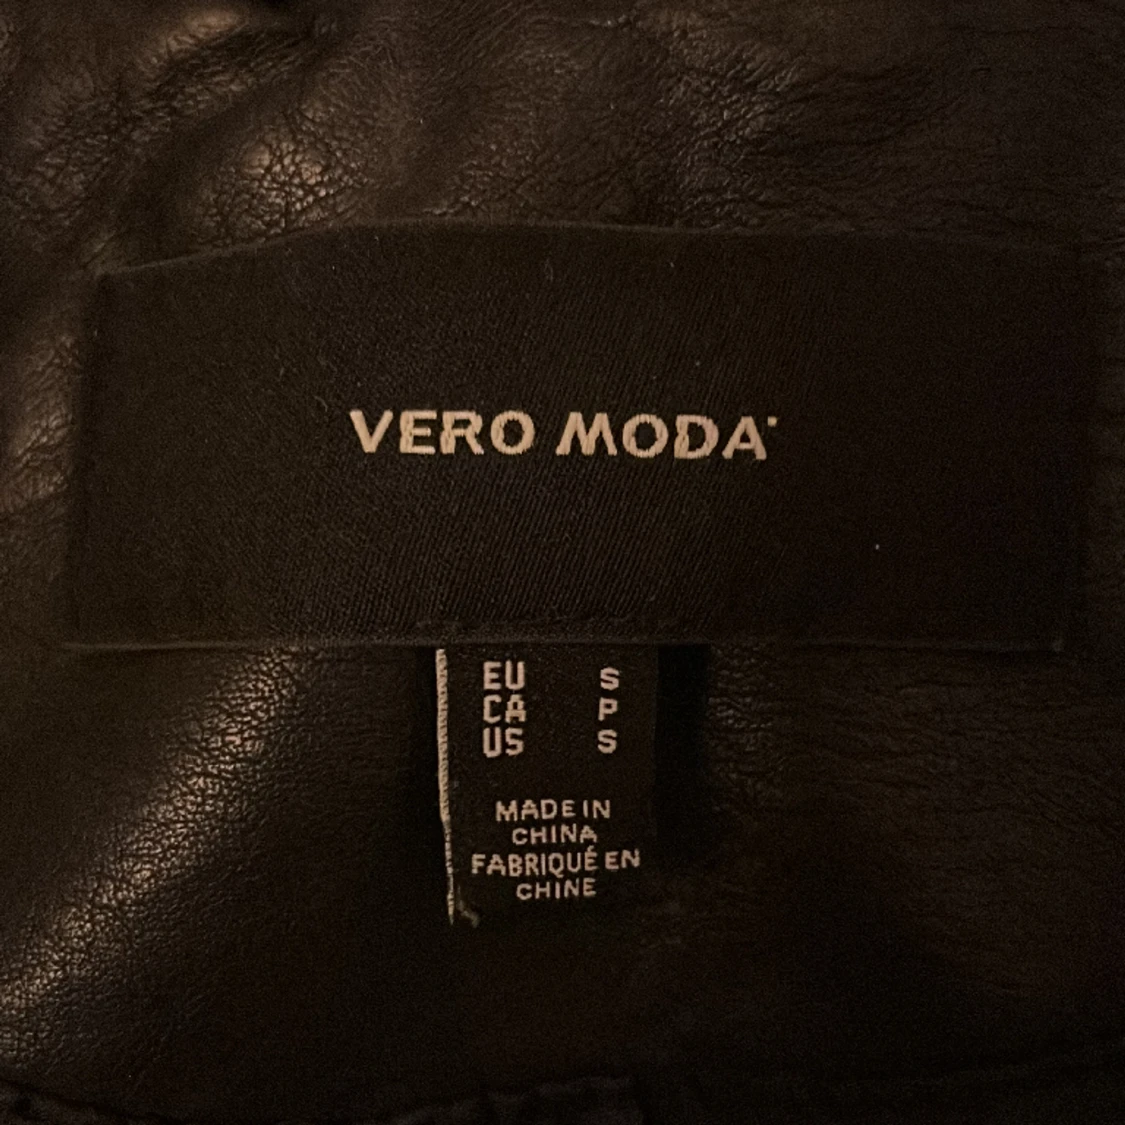 VERO MODA
EU S
CA P
US S
MADE IN
CHINA
FABRIQUÉ EN
CHINE